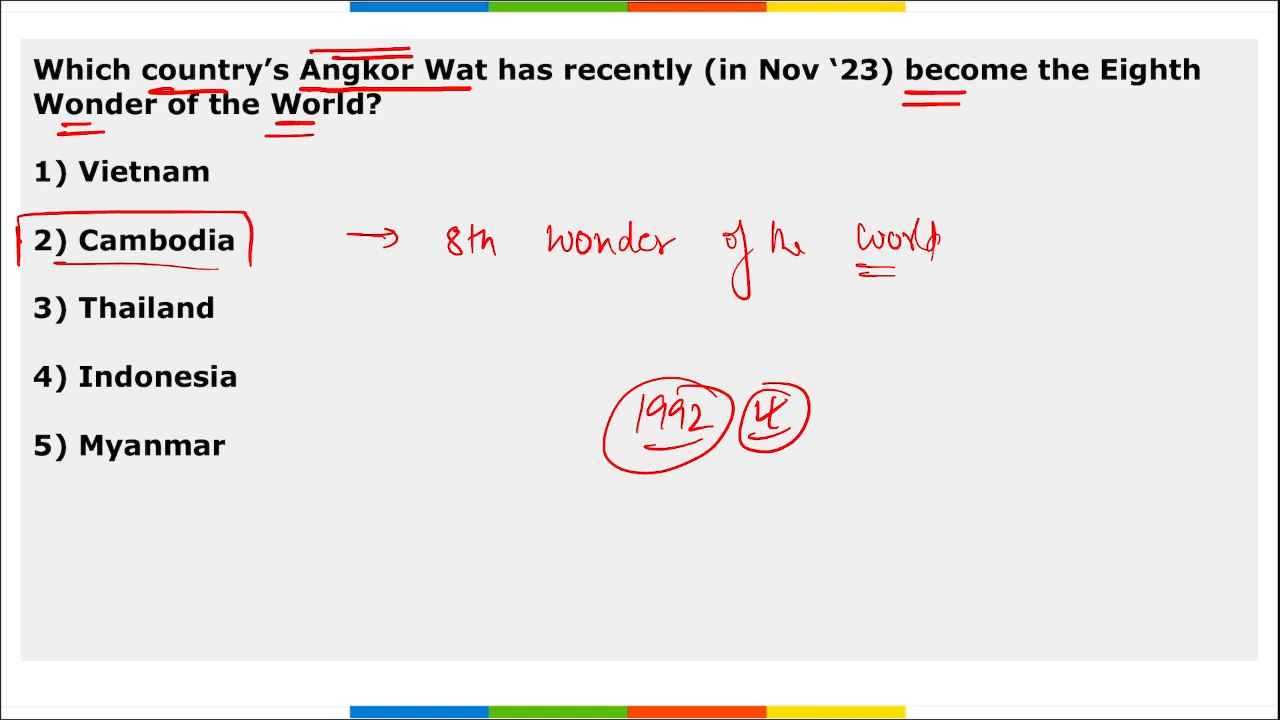 Which country’s Angkor Wat has recently (in Nov ‘23) become the Eighth
Wonder of the World?
1) Vietnam
2) Cambodia → 8th wonder of the world
3) Thailand
4) Indonesia
1992
5) Myanmar